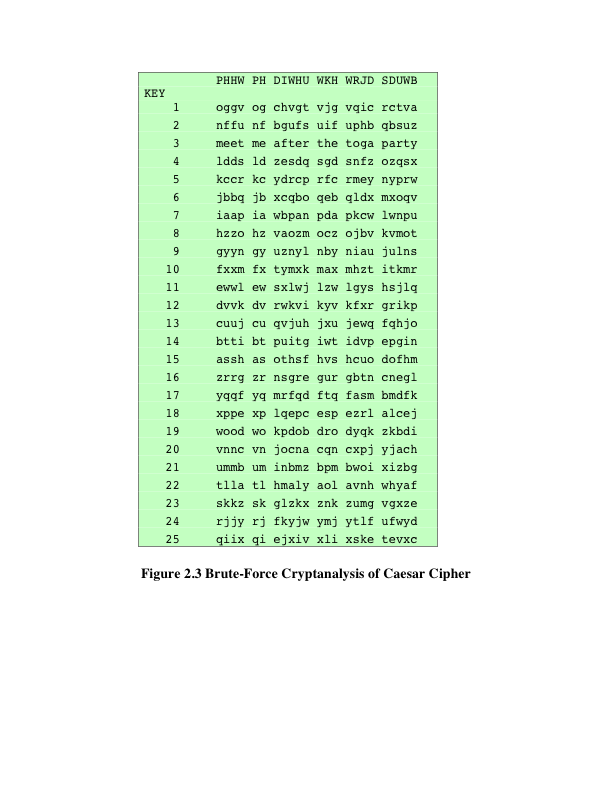 PHHW PH DIWHU WKH WRJD SDUWB
KEY
1 oggv og chvgt vjg vqic rctva
2 nffu nf bgufs uif uphb qbsuz
3 meet me after the toga party
4 ldds ld zesdq sgd snfz ozqsx
5 kccr kc ydrcp rfc rmey nyprw
6 jbbq jb xcqbo qeb qldx mxoqv
7 iaap ia wbpan pda pkcw lwnpu
8 hzzo hz vaozm ocz ojbv kvmot
9 gyyn gy uznyl nby niau julns
10 fxxm fx tymxk max mhzt itkmr
11 ewwl ew sxlwj lzw lgys hsjlq
12 dvvk dv rwkvi kyv kfxr grikp
13 cuuj cu qvjuh jxu jewq fqhjo
14 btti bt puitg iwt idvp epgin
15 assh as othsf hvs hcuo dofhm
16 zrrg zr nsgre gur gbtn cnegl
17 yqqf yq mrfqd ftq fasm bmdfk
18 xppe xp lqepc esp ezrl alcej
19 wood wo kpdob dro dyqk zkbdi
20 vnnc vn jocna cqn cxpj yjach
21 ummb um inbmz bpm bwoi xizbg
22 tlla tl hmaly aol avnh whyaf
23 skkz sk glzkx znk zumg vgxze
24 rjjy rj fkyjw ymj ytlf ufwyd
25 qiix qi ejxiv xli xske tevxc
Figure 2.3 Brute-Force Cryptanalysis of Caesar Cipher